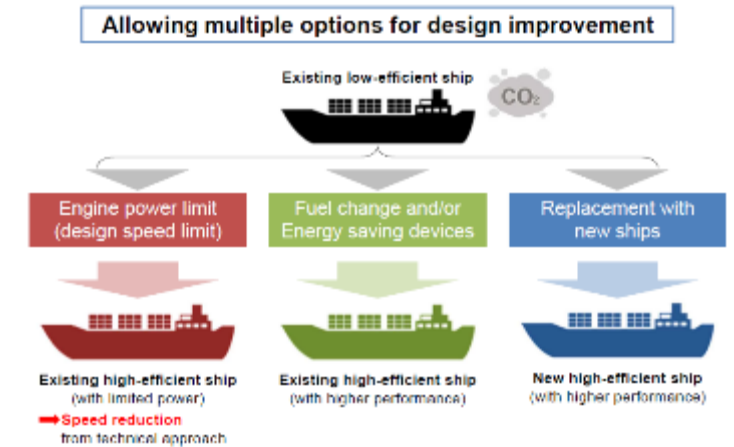 Allowing multiple options for design improvement
Existing low-efficient ship
CO₂
Engine power limit
(design speed limit)
Fuel change and/or
Energy saving devices
Replacement with
new ships
Existing high-efficient ship
(with limited power)
Speed reduction
from technical approach
Existing high-efficient ship
(with higher performance)
New high-efficient ship
(with higher performance)